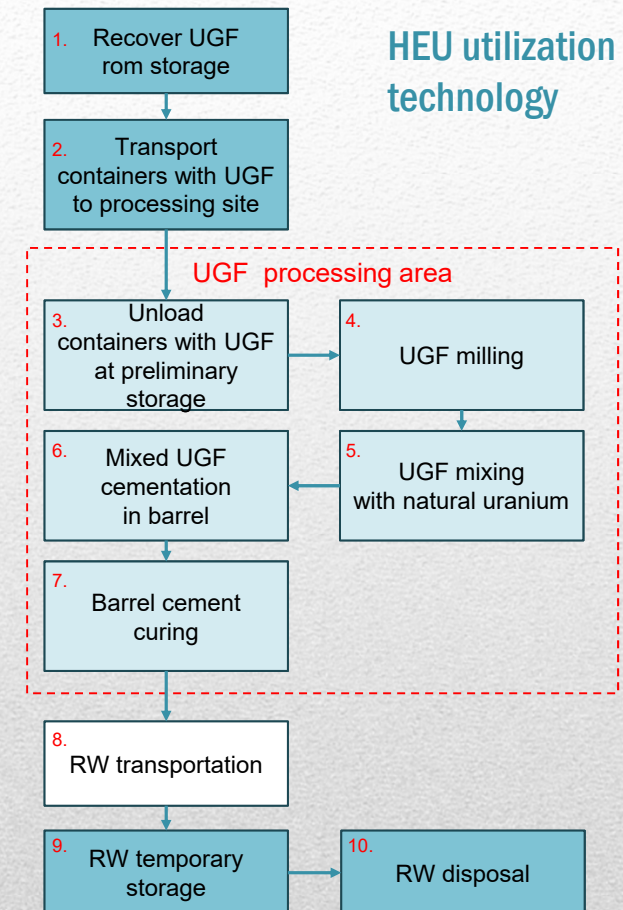 HEU utilization
technology
1. Recover UGF
rom storage
2. Transport
containers with UGF
to processing site
UGF processing area
3. Unload
containers with UGF
at preliminary
storage
4.
UGF milling
5.
UGF mixing
with natural uranium
6. Mixed UGF
cementation
in barrel
7.
Barrel cement
curing
8.
RW transportation
9. RW temporary
storage
10.
RW disposal